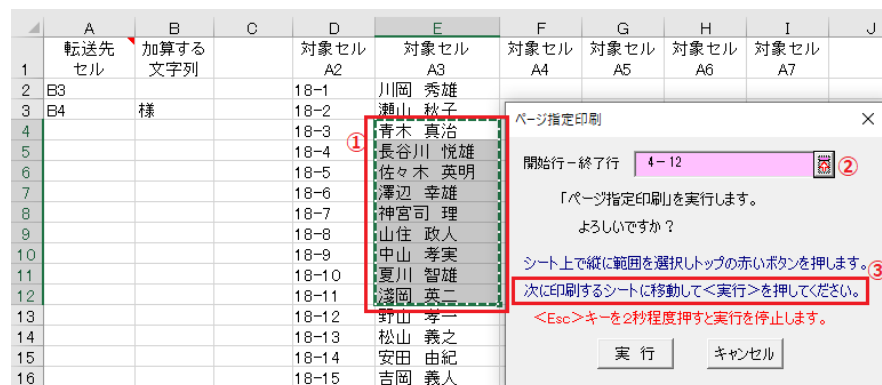 A B C D E F G H I J
転送先 加算する 対象セル 対象セル 対象セル 対象セル 対象セル 対象セル
1 セル 文字列 A2 A3 A4 A5 A6 A7
2 B3 18-1 川岡 秀雄
3 B4 様 18-2 瀬山 秋子
4 18-3 青木 真治
5 18-4 ① 長谷川 悦雄
6 18-5 佐々木 英明
7 18-6 澤辺 幸雄
8 18-7 神宮司 理
9 18-8 山住 政人
10 18-9 中山 孝実
11 18-10 夏川 智雄
12 18-11 淺岡 英二
13 18-12 野山 孝一
14 18-13 松山 義之
15 18-14 安田 由紀
16 18-15 吉岡 義人
ページ指定印刷 ×
開始行-終了行 4-12 ②
「ページ指定印刷」を実行します。
よろしいですか?
シート上で縦に範囲を選択しトップの赤いボタンを押します。
③
次に印刷するシートに移動して<実行>を押してください。
<Esc>キーを2秒程度押すと実行を停止します。
実 行 キャンセル